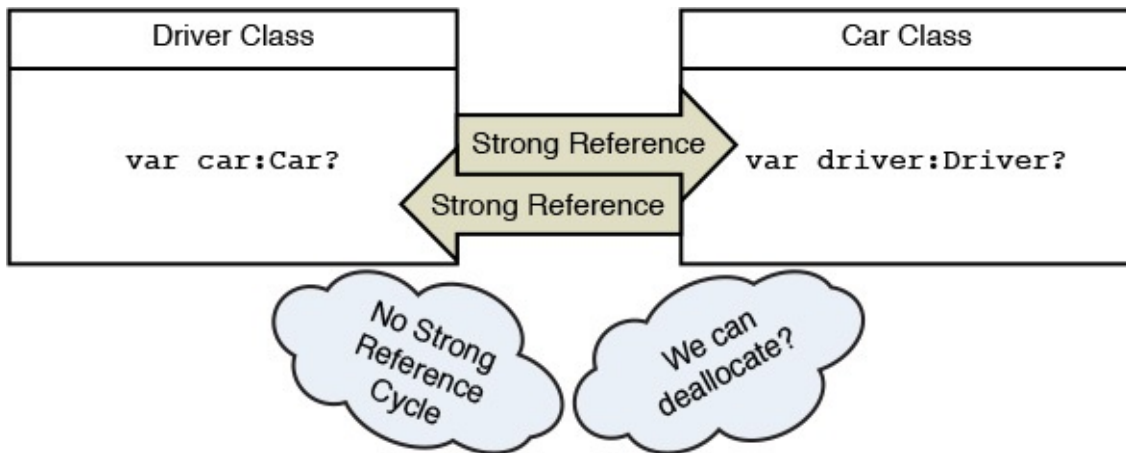 Driver Class
Car Class
var car:Car?
Strong Reference
var driver:Driver?
Strong Reference
No Strong
Reference
Cycle
We can
deallocate?